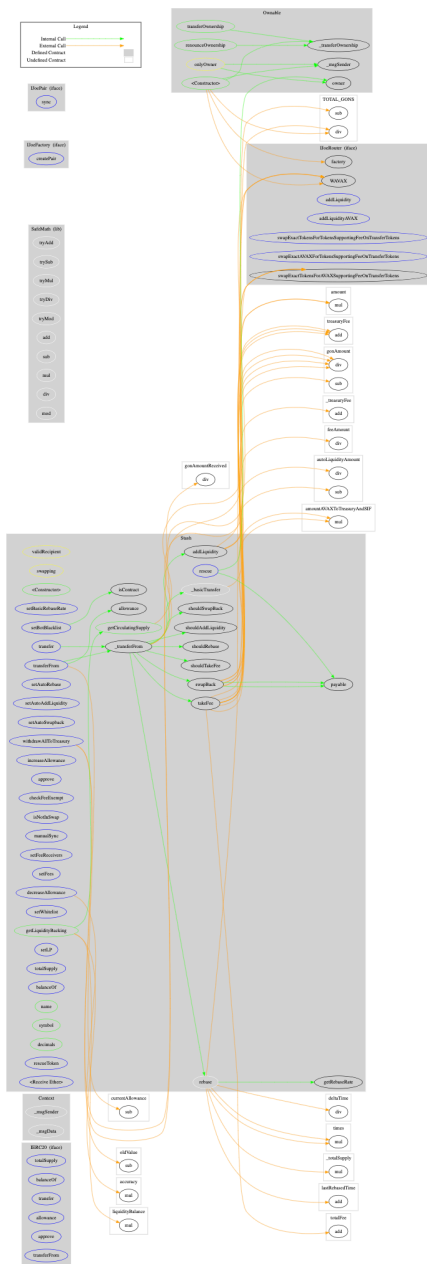 Legend
Internal Call
External Call
Defined Contract
Undefined Contract
Ownable
transferOwnership
renounceOwnership
onlyOwner
<Constructor>
_transferOwnership
_msgSender
owner
IJoePair (iface)
sync
IJoeFactory (iface)
createPair
TOTAL_GONS
sub
div
IJoeRouter (iface)
factory
WAVAX
addLiquidity
addLiquidityAVAX
swapExactTokensForTokensSupportingFeeOnTransferTokens
swapExactAVAXForTokensSupportingFeeOnTransferTokens
swapExactTokensForAVAXSupportingFeeOnTransferTokens
SafeMath (lib)
tryAdd
trySub
tryMul
tryDiv
tryMod
add
sub
mul
div
mod
amount
mul
treasuryFee
add
gonAmount
div
sub
_treasuryFee
add
feeAmount
div
autoLiquidityAmount
div
sub
amountAVAXToTreasuryAndSIF
mul
gonAmountReceived
div
validRecipient
swapping
<Constructor>
setBasicRebaseRate
setBotBlacklist
transfer
transferFrom
setAutoRebase
setAutoAddLiquidity
setAutoSwapback
withdrawAllToTreasury
increaseAllowance
approve
checkFeeExempt
isNotInSwap
manualSync
setFeeReceivers
setFees
decreaseAllowance
setWhitelist
getLiquidityBacking
setLP
totalSupply
balanceOf
name
symbol
decimals
rescueToken
<Receive Ether>
isContract
allowance
getCirculatingSupply
_transferFrom
addLiquidity
rescue
_basicTransfer
shouldSwapBack
shouldAddLiquidity
shouldRebase
shouldTakeFee
swapBack
takeFee
payable
rebase
getRebaseRate
Context
_msgSender
_msgData
IERC20 (iface)
totalSupply
balanceOf
transfer
allowance
approve
transferFrom
currentAllowance
sub
oldValue
sub
accuracy
mul
liquidityBalance
mul
deltaTime
div
times
mul
_totalSupply
mul
lastRebasedTime
add
totalFee
add